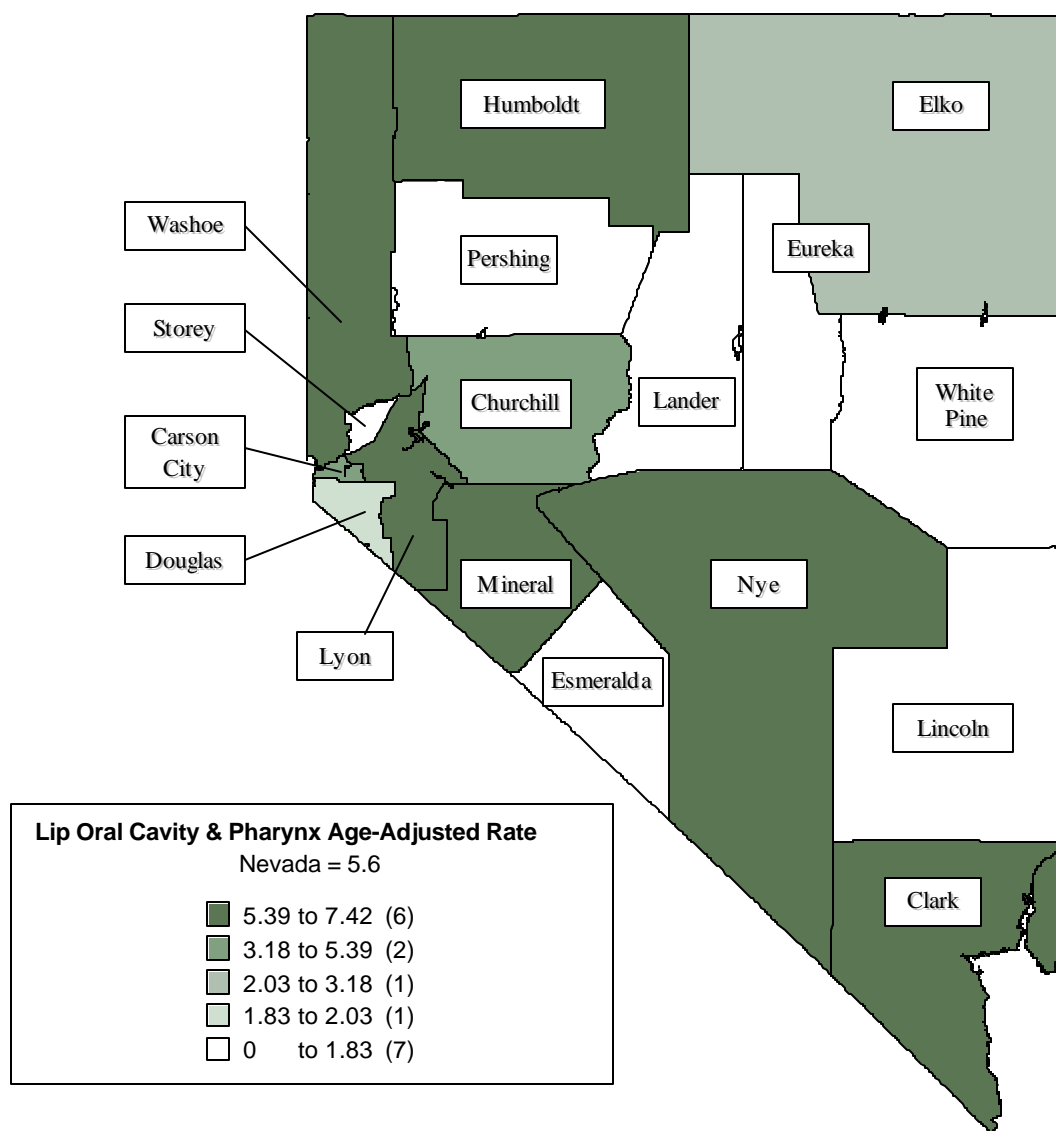 Humboldt
Elko
Washoe
Pershing
Eureka
Storey
Churchill
Lander
White
Pine
Carson
City
Douglas
Mineral
Nye
Lyon
Esmeralda
Lincoln
Clark
Lip Oral Cavity & Pharynx Age-Adjusted Rate
Nevada = 5.6
5.39 to 7.42 (6)
3.18 to 5.39 (2)
2.03 to 3.18 (1)
1.83 to 2.03 (1)
0 to 1.83 (7)